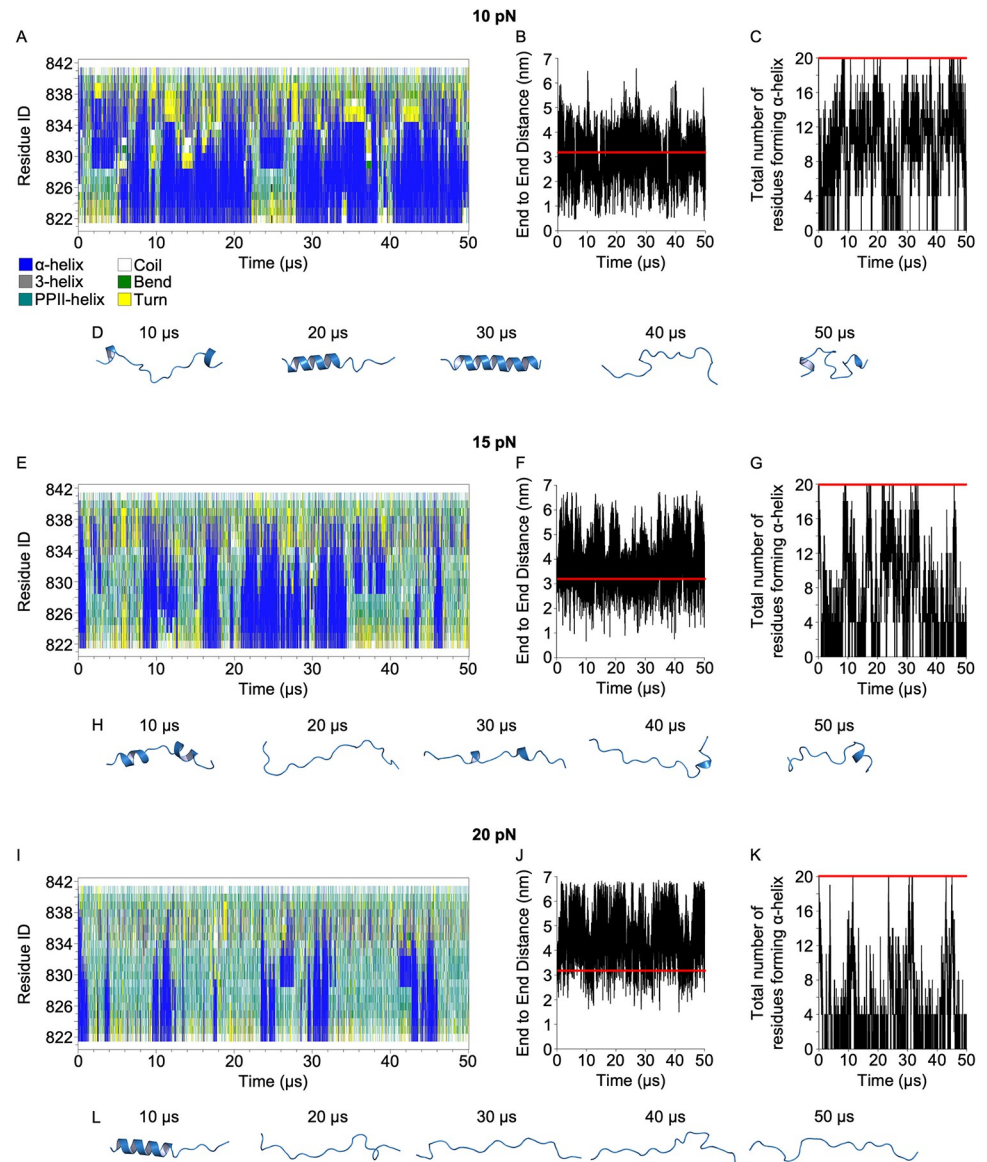 10 pN
A
B
C
842
838
834
830
826
822
Residue ID
0 10 20 30 40 50
Time (µs)
7
6
5
4
3
2
1
0
End to End Distance (nm)
0 10 20 30 40 50
Time (µs)
20
16
12
8
4
0
Total number of
residues forming α-helix
0 10 20 30 40 50
Time (µs)
α-helix Coil
3-helix Bend
PPII-helix Turn
D 10 µs 20 µs 30 µs 40 µs 50 µs
15 pN
E
F
G
842
838
834
830
826
822
Residue ID
0 10 20 30 40 50
Time (µs)
7
6
5
4
3
2
1
0
End to End Distance (nm)
0 10 20 30 40 50
Time (µs)
20
16
12
8
4
0
Total number of
residues forming α-helix
0 10 20 30 40 50
Time (µs)
H 10 µs 20 µs 30 µs 40 µs 50 µs
20 pN
I
J
K
842
838
834
830
826
822
Residue ID
0 10 20 30 40 50
Time (µs)
7
6
5
4
3
2
1
0
End to End Distance (nm)
0 10 20 30 40 50
Time (µs)
20
16
12
8
4
0
Total number of
residues forming α-helix
0 10 20 30 40 50
Time (µs)
L 10 µs 20 µs 30 µs 40 µs 50 µs